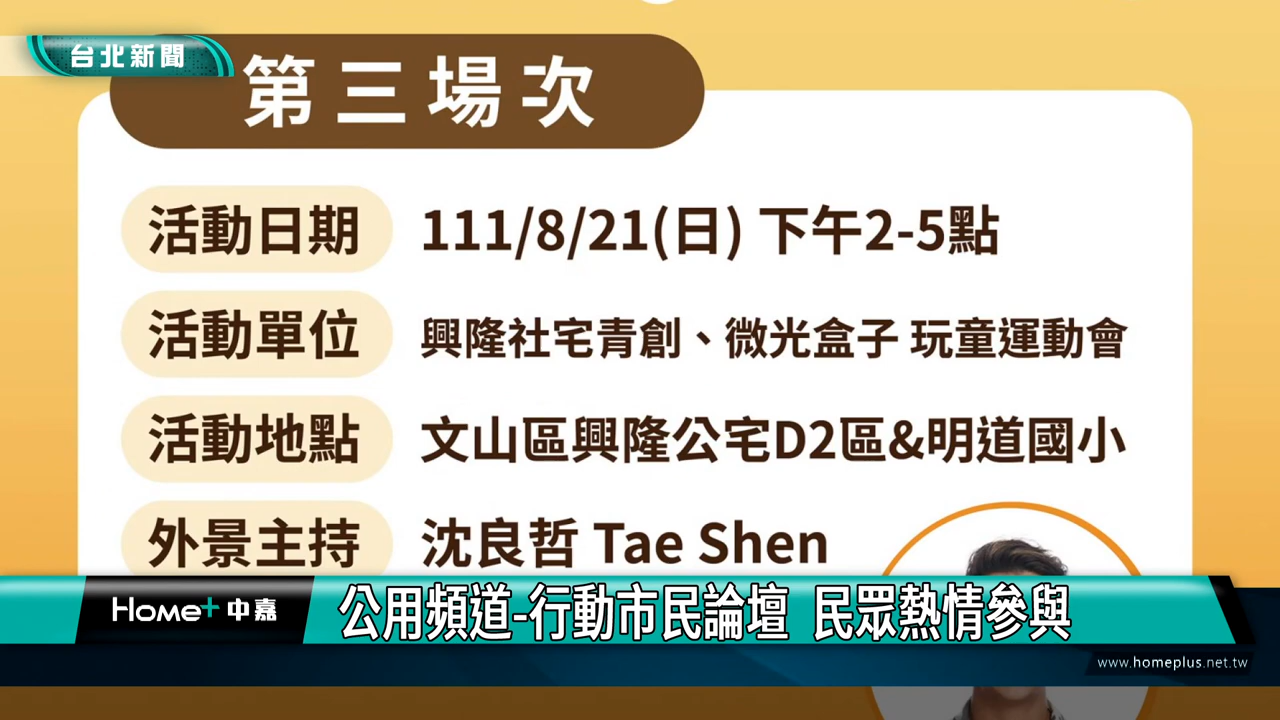 台北新聞
第三場次
活動日期 111/8/21(日) 下午2-5點
活動單位 興隆社宅青創、微光盒子 玩童運動會
活動地點 文山區興隆公宅D2區&明道國小
外景主持 沈良哲 Tae Shen
Home+中嘉 公用頻道-行動市民論壇 民眾熱情參與
www.homeplus.net.tw